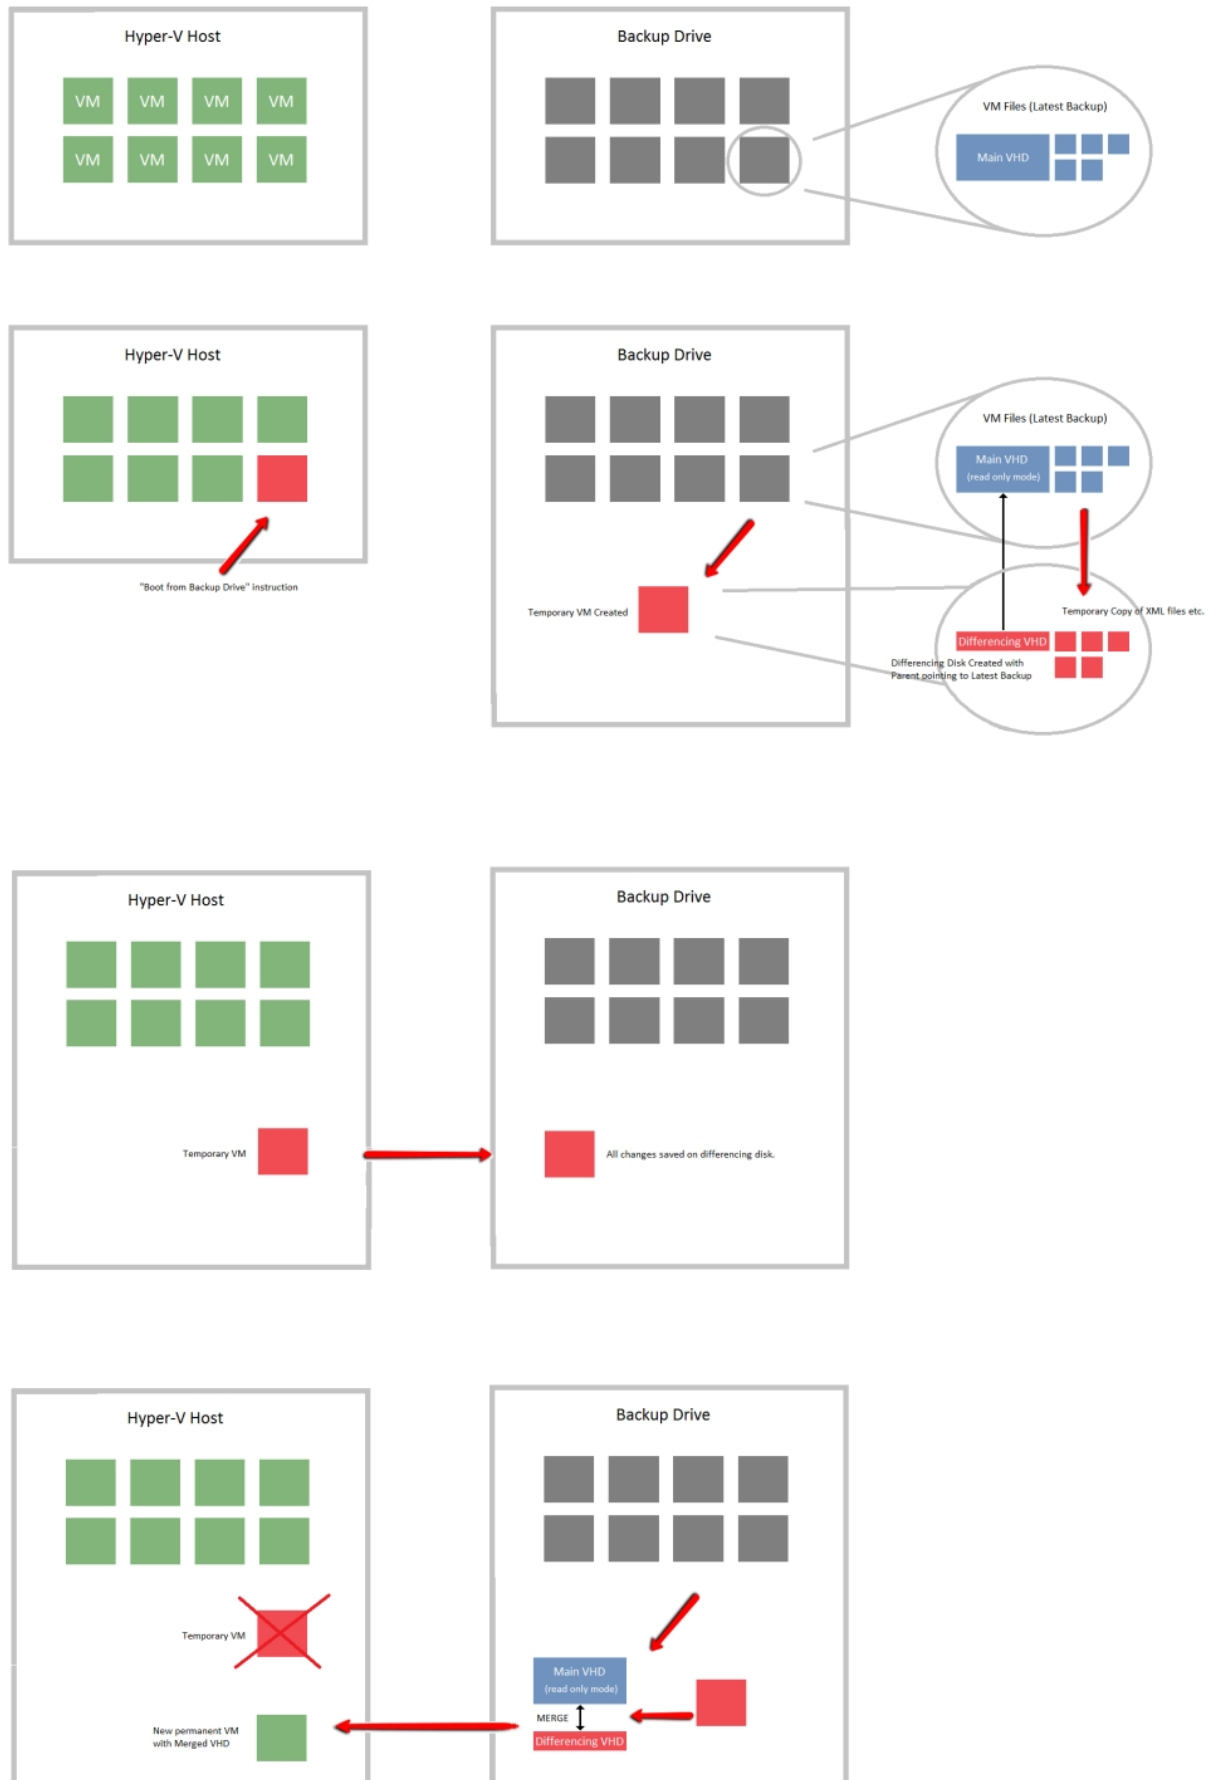 Hyper-V Host
Backup Drive
VM VM VM VM
VM VM VM VM
VM Files (Latest Backup)
Main VHD
Hyper-V Host
Backup Drive
VM Files (Latest Backup)
Main VHD
(read only mode)
"Boot from Backup Drive" instruction
Temporary VM Created
Temporary Copy of XML files etc.
Differencing VHD
Differencing Disk Created with
Parent pointing to Latest Backup
Hyper-V Host
Backup Drive
Temporary VM
All changes saved on differencing disk.
Hyper-V Host
Backup Drive
Temporary VM
Main VHD
(read only mode)
MERGE
Differencing VHD
New permanent VM
with Merged VHD